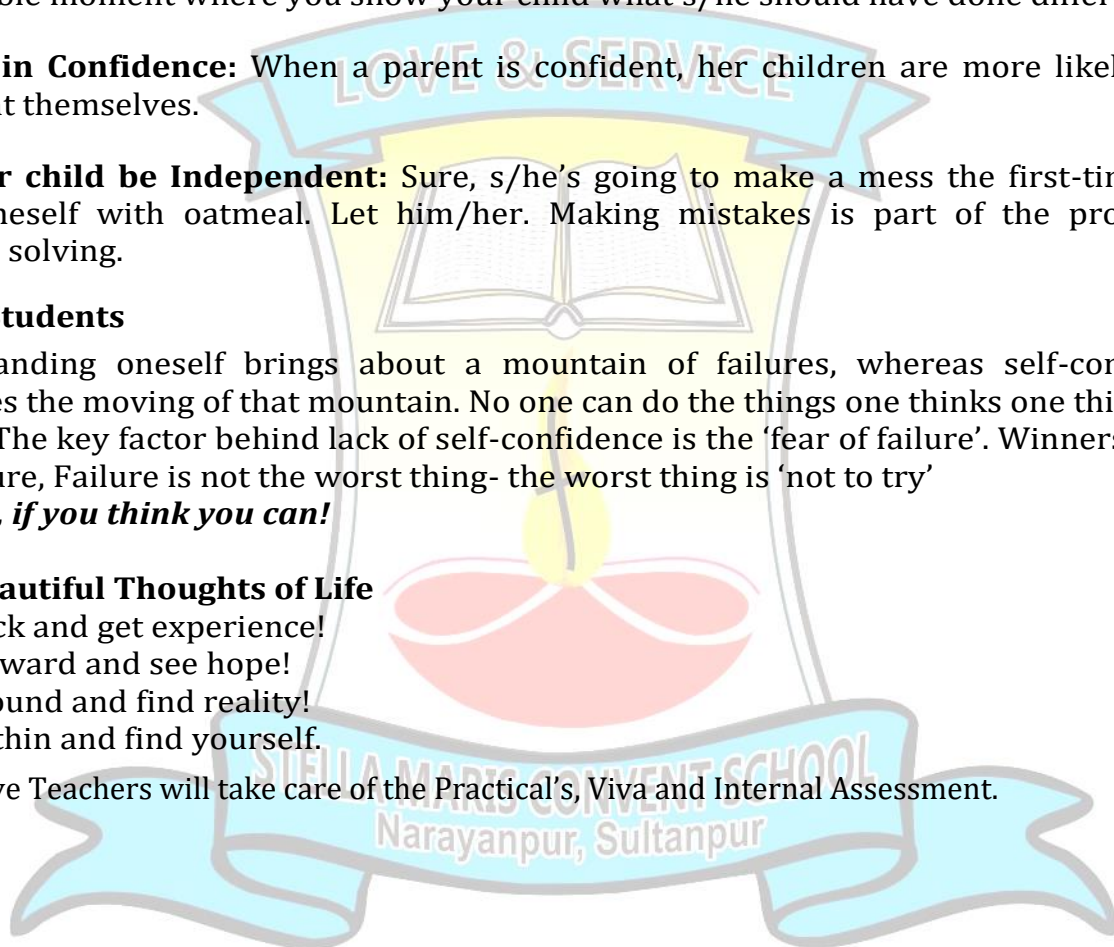 ble moment where you show your child what s/he should have done differ
LOVE & SERVICE
in Confidence: When a parent is confident, her children are more likel
t themselves.
r child be Independent: Sure, s/he's going to make a mess the first-ti
neself with oatmeal. Let him/her. Making mistakes is part of the pro
solving.
tudents
anding oneself brings about a mountain of failures, whereas self-con
es the moving of that mountain. No one can do the things one thinks one thi
The key factor behind lack of self-confidence is the ‘fear of failure’. Winners
ure, Failure is not the worst thing- the worst thing is ‘not to try’
, if you think you can!
autiful Thoughts of Life
ck and get experience!
ward and see hope!
ound and find reality!
thin and find yourself.
ve Teachers will take care of the Practical’s, Viva and Internal Assessment.
STELLA MARIS CONVENT SCHOOL
Narayanpur, Sultanpur